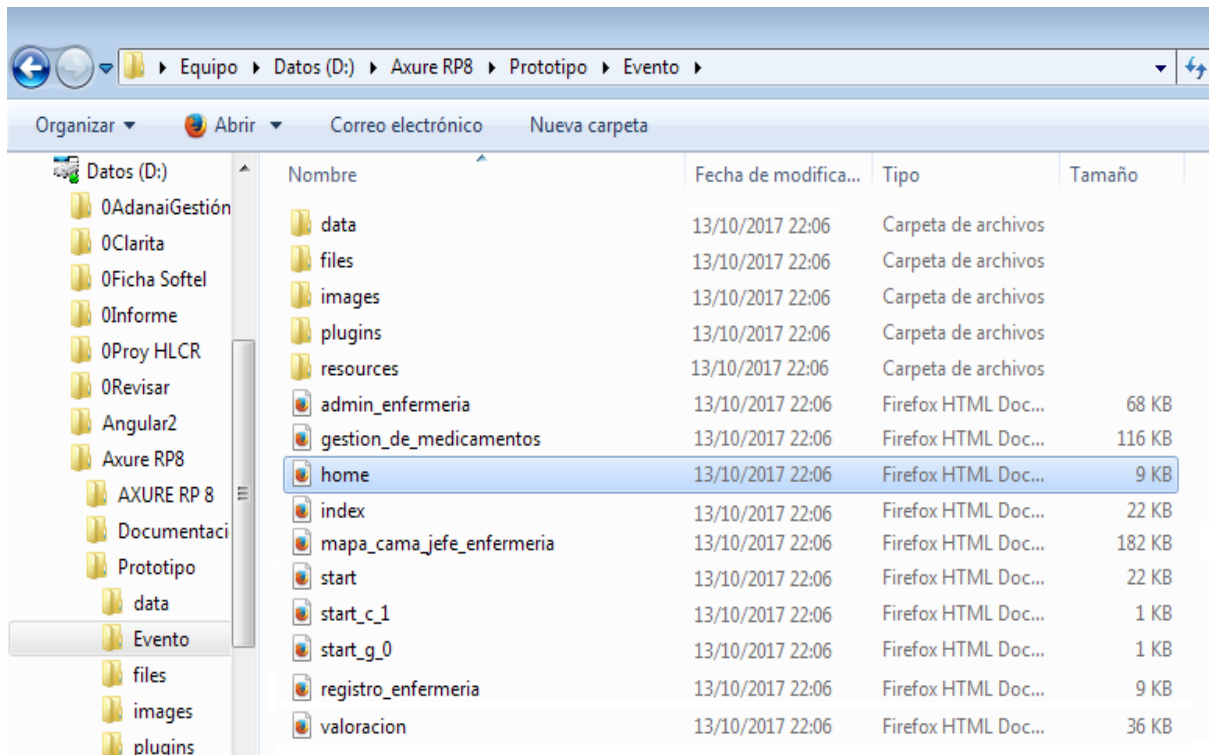 Equipo Datos (D:) Axure RP8 Prototipo Evento
Organizar Abrir Correo electrónico Nueva carpeta
Datos (D:)
0AdanaiGestión
0Clarita
0Ficha Softel
0Informe
0Proy HLCR
0Revisar
Angular2
Axure RP8
AXURE RP 8
Documentaci
Prototipo
data
Evento
files
images
plugins
Nombre Fecha de modifica... Tipo Tamaño
data 13/10/2017 22:06 Carpeta de archivos
files 13/10/2017 22:06 Carpeta de archivos
images 13/10/2017 22:06 Carpeta de archivos
plugins 13/10/2017 22:06 Carpeta de archivos
resources 13/10/2017 22:06 Carpeta de archivos
admin_enfermeria 13/10/2017 22:06 Firefox HTML Doc... 68 KB
gestion_de_medicamentos 13/10/2017 22:06 Firefox HTML Doc... 116 KB
home 13/10/2017 22:06 Firefox HTML Doc... 9 KB
index 13/10/2017 22:06 Firefox HTML Doc... 22 KB
mapa_cama_jefe_enfermeria 13/10/2017 22:06 Firefox HTML Doc... 182 KB
start 13/10/2017 22:06 Firefox HTML Doc... 22 KB
start_c_1 13/10/2017 22:06 Firefox HTML Doc... 1 KB
start_g_0 13/10/2017 22:06 Firefox HTML Doc... 1 KB
registro_enfermeria 13/10/2017 22:06 Firefox HTML Doc... 9 KB
valoracion 13/10/2017 22:06 Firefox HTML Doc... 36 KB